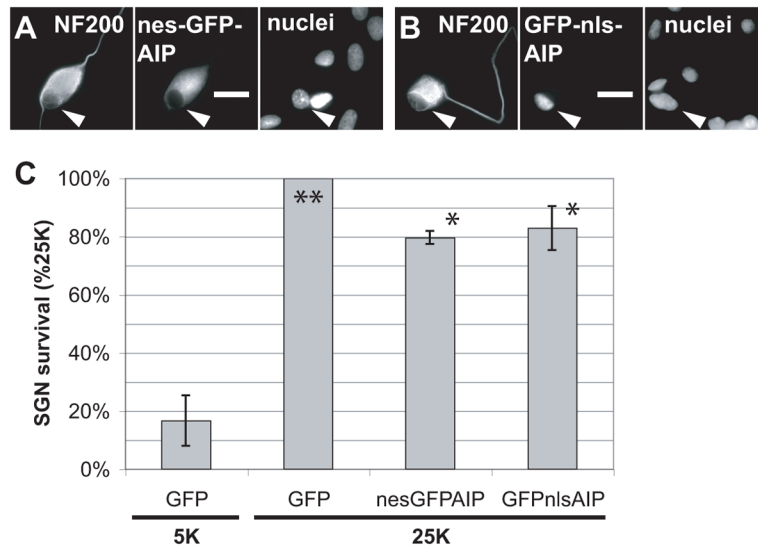 A NF200 nes-GFP-AIP nuclei
B NF200 GFP-nls-AIP nuclei
C
SGN survival (%25K)
100%
80%
60%
40%
20%
0%
**
*
*
GFP GFP nesGFPAIP GFPnlsAIP
5K 25K